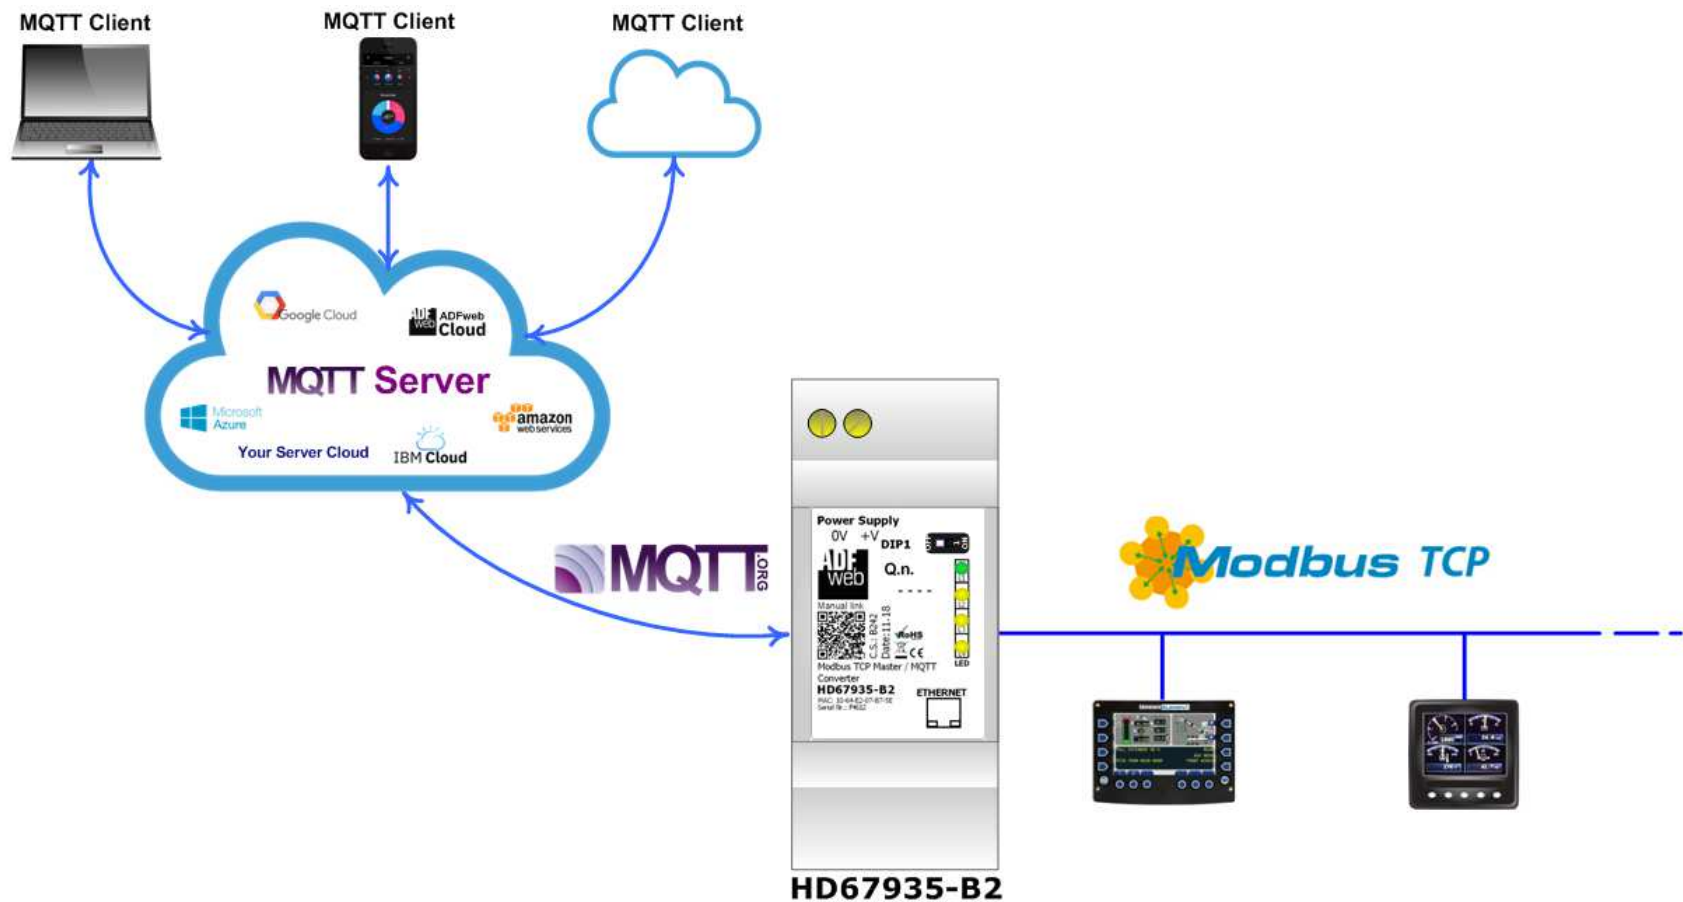 MQTT Client
MQTT Client
MQTT Client
Google Cloud
ADF web
ADFweb
Cloud
MQTT Server
Microsoft
Azure
amazon
web services
Your Server Cloud
IBM Cloud
MQTT.ORG
Power Supply
0V +V
DIP1
ADF
web
Q.n.
- - - -
Manual link
C.S.: B242
Date:11-18
RoHS
CE
LED
Modbus TCP Master / MQTT
Converter
HD67935-B2
ETHERNET
Modbus TCP
HD67935-B2